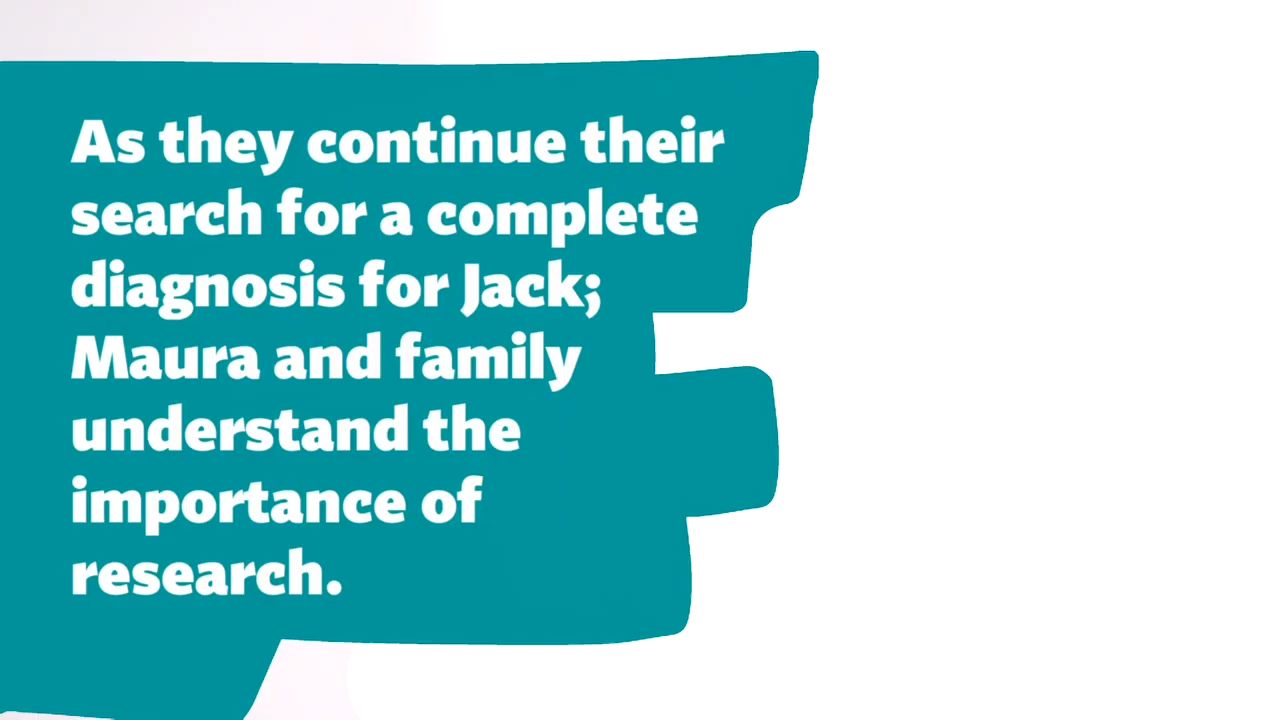 As they continue their
search for a complete
diagnosis for Jack;
Maura and family
understand the
importance of
research.